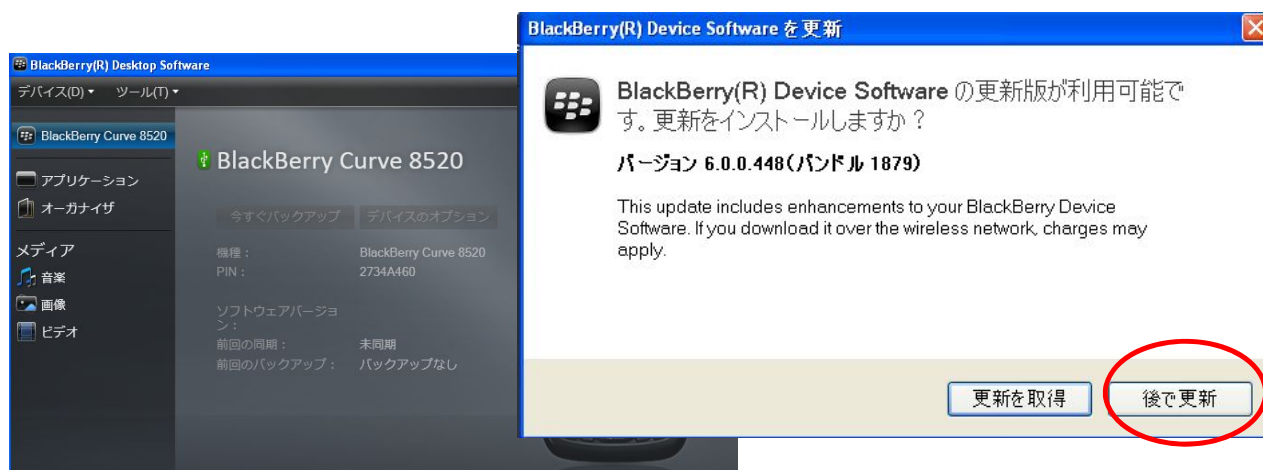 BlackBerry(R) Desktop Software
デバイス(D) ツール(T)
BlackBerry Curve 8520
アプリケーション
オーガナイザ
メディア
音楽
画像
ビデオ
BlackBerry Curve 8520
今すぐバックアップ デバイスのオプション
機種： BlackBerry Curve 8520
PIN： 2734A460
ソフトウェアバージョ
ン：
前回の同期： 未同期
前回のバックアップ： バックアップなし
BlackBerry(R) Device Software を更新
BlackBerry(R) Device Software の更新版が利用可能で
す。更新をインストールしますか？
バージョン 6.0.0.448(バンドル 1879)
This update includes enhancements to your BlackBerry Device
Software. If you download it over the wireless network, charges may
apply.
更新を取得 後で更新